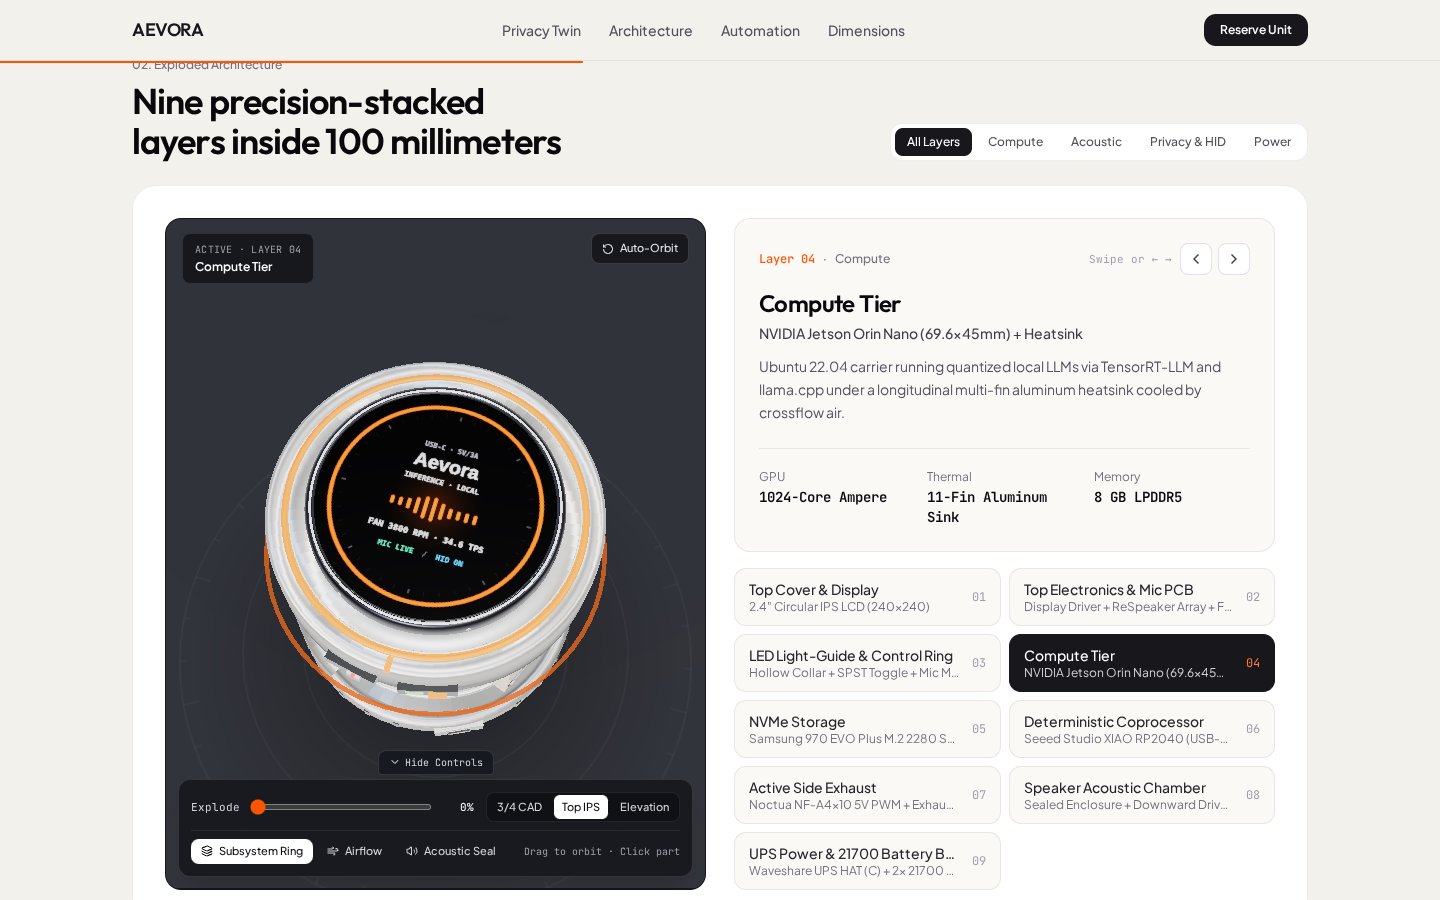 AEVORA
Privacy Twin
Architecture
Automation
Dimensions
Reserve Unit
02. Exploded Architecture
Nine precision-stacked
layers inside 100 millimeters
All Layers
Compute
Acoustic
Privacy & HID
Power
ACTIVE · LAYER 04
Compute Tier
Auto-Orbit
USB-C · 5V/3A
Aevora
INFERENCE · LOCAL
FAN 3800 RPM · 34.6 TPS
MIC LIVE / HID ON
Hide Controls
Explode
0%
3/4 CAD
Top IPS
Elevation
Subsystem Ring
Airflow
Acoustic Seal
Drag to orbit · Click part
Layer 04 · Compute
Swipe or ← →
Compute Tier
NVIDIA Jetson Orin Nano (69.6×45mm) + Heatsink
Ubuntu 22.04 carrier running quantized local LLMs via TensorRT-LLM and
llama.cpp under a longitudinal multi-fin aluminum heatsink cooled by
crossflow air.
GPU
1024-Core Ampere
Thermal
11-Fin Aluminum
Sink
Memory
8 GB LPDDR5
Top Cover & Display
2.4" Circular IPS LCD (240×240)
01
Top Electronics & Mic PCB
Display Driver + ReSpeaker Array + F...
02
LED Light-Guide & Control Ring
Hollow Collar + SPST Toggle + Mic M...
03
Compute Tier
NVIDIA Jetson Orin Nano (69.6×45...
04
NVMe Storage
Samsung 970 EVO Plus M.2 2280 S...
05
Deterministic Coprocessor
Seeed Studio XIAO RP2040 (USB-...
06
Active Side Exhaust
Noctua NF-A4×10 5V PWM + Exhau...
07
Speaker Acoustic Chamber
Sealed Enclosure + Downward Driv...
08
UPS Power & 21700 Battery B...
Waveshare UPS HAT (C) + 2× 21700 ...
09